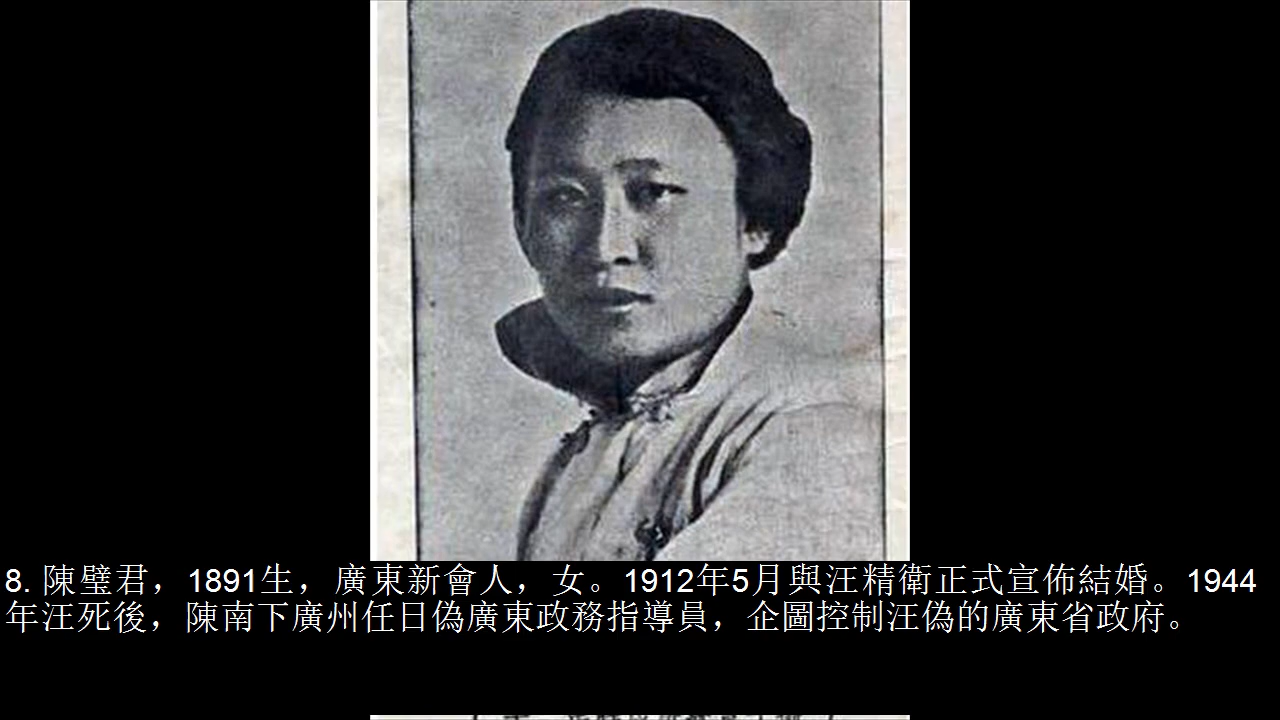 8. 陳璧君，1891生，廣東新會人，女。1912年5月與汪精衛正式宣佈結婚。1944
年汪死後，陳南下廣州任日偽廣東政務指導員，企圖控制汪偽的廣東省政府。